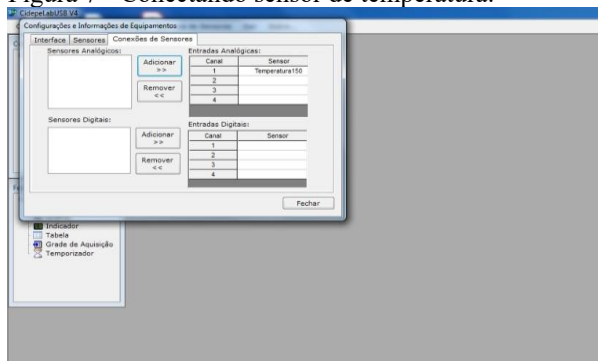 Figura 7 – Conectando sensor de temperatura.
CidepeLabUSB V4
Configurações e Informações de Equipamentos
Interface Sensores Conexões de Sensores
Sensores Analógicos:
Adicionar >>
Remover <<
Entradas Analógicas:
Canal Sensor
1 Temperatura150
2
3
4
Sensores Digitais:
Adicionar >>
Remover <<
Entradas Digitais:
Canal Sensor
1
2
3
4
Fechar
Indicador
Tabela
Grade de Aquisição
Temporizador